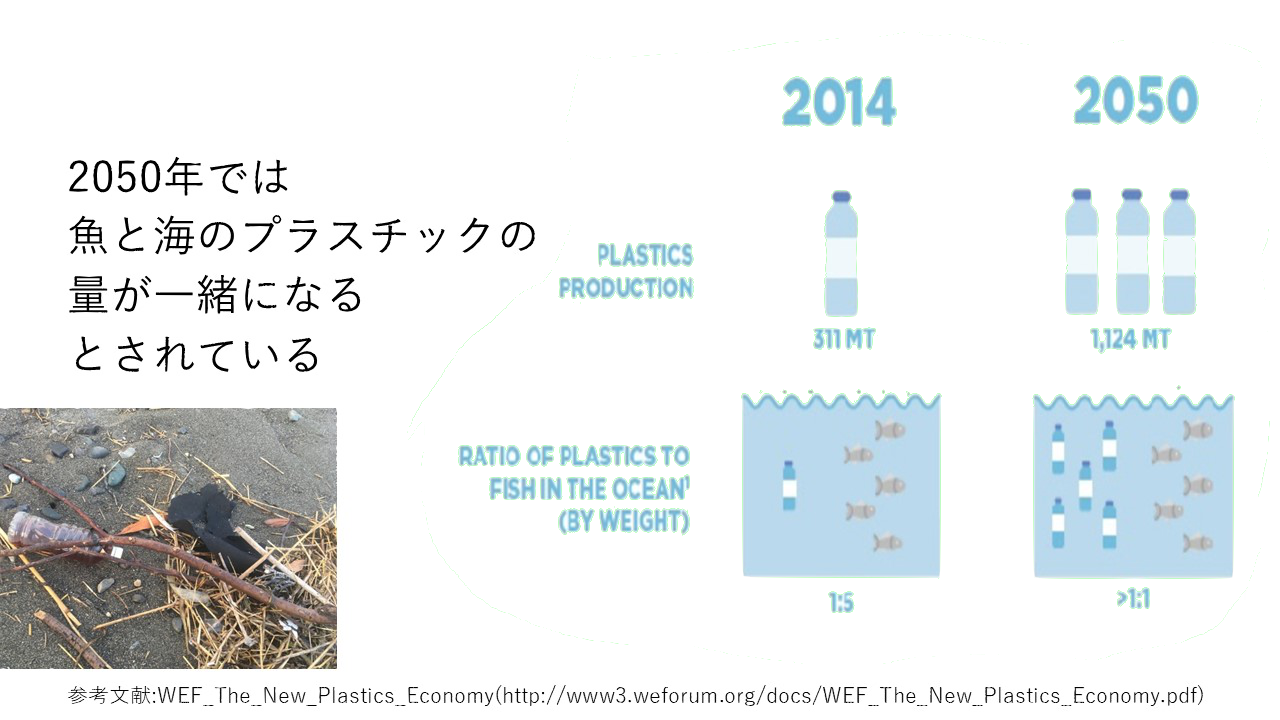 2050年では
魚と海のプラスチックの
量が一緒になる
とされている
2014
2050
PLASTICS
PRODUCTION
311 MT
1,124 MT
RATIO OF PLASTICS TO
FISH IN THE OCEAN¹
(BY WEIGHT)
1:5
>1:1
参考文献:WEF_The_New_Plastics_Economy(http://www3.weforum.org/docs/WEF_The_New_Plastics_Economy.pdf)